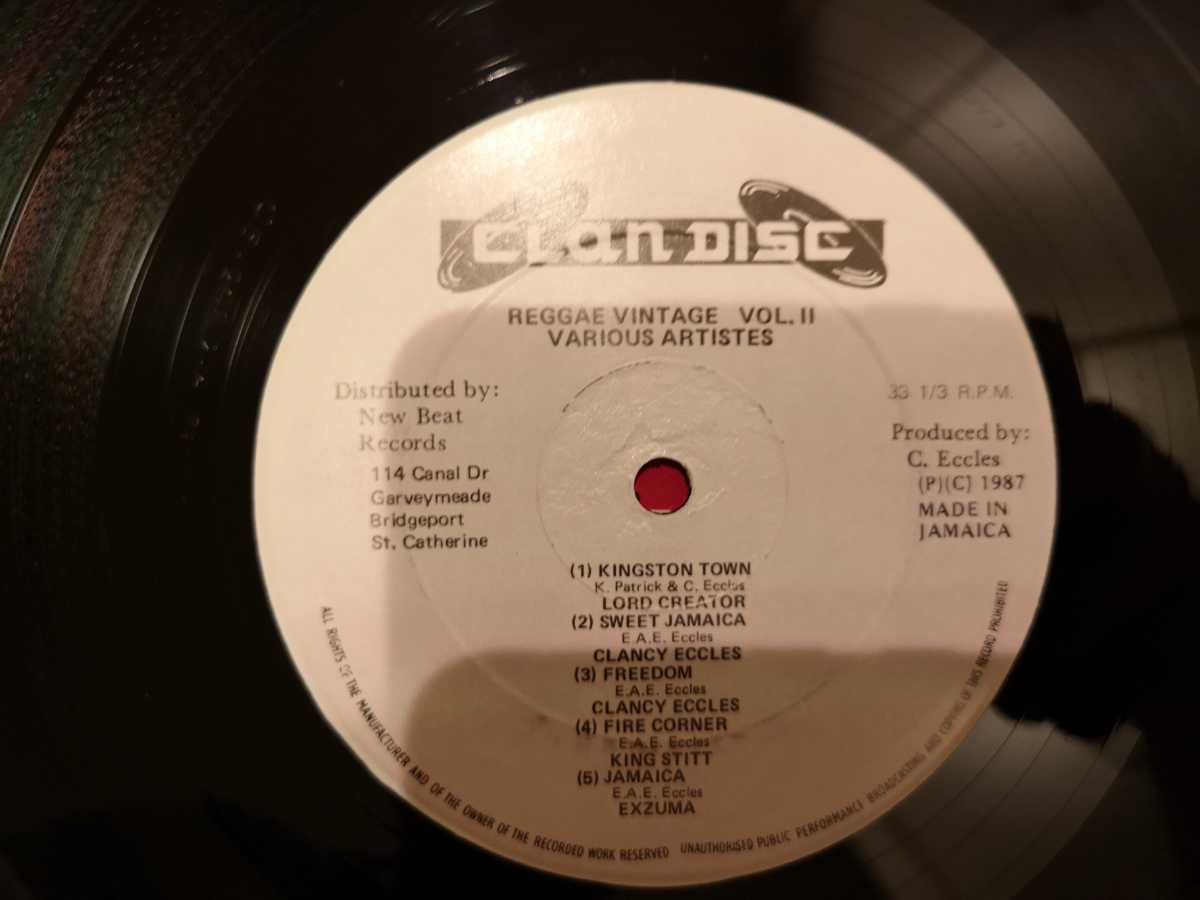 CLAN DISC
REGGAE VINTAGE VOL. II
VARIOUS ARTISTES
Distributed by:
New Beat
Records
114 Canal Dr
Garveymeade
Bridgeport
St. Catherine
33 1/3 R.P.M.
Produced by:
C. Eccles
(P)(C) 1987
MADE IN
JAMAICA
(1) KINGSTON TOWN
K. Patrick & C. Eccles
LORD CREATOR
(2) SWEET JAMAICA
E.A.E. Eccles
CLANCY ECCLES
(3) FREEDOM
E.A.E. Eccles
CLANCY ECCLES
(4) FIRE CORNER
E.A.E. Eccles
KING STITT
(5) JAMAICA
E.A.E. Eccles
EXZUMA
ALL RIGHTS OF THE MANUFACTURER AND OF THE OWNER OF THE RECORDED WORK RESERVED UNAUTHORISED PUBLIC PERFORMANCE BROADCASTING AND COPYING OF THIS RECORD PROHIBITED